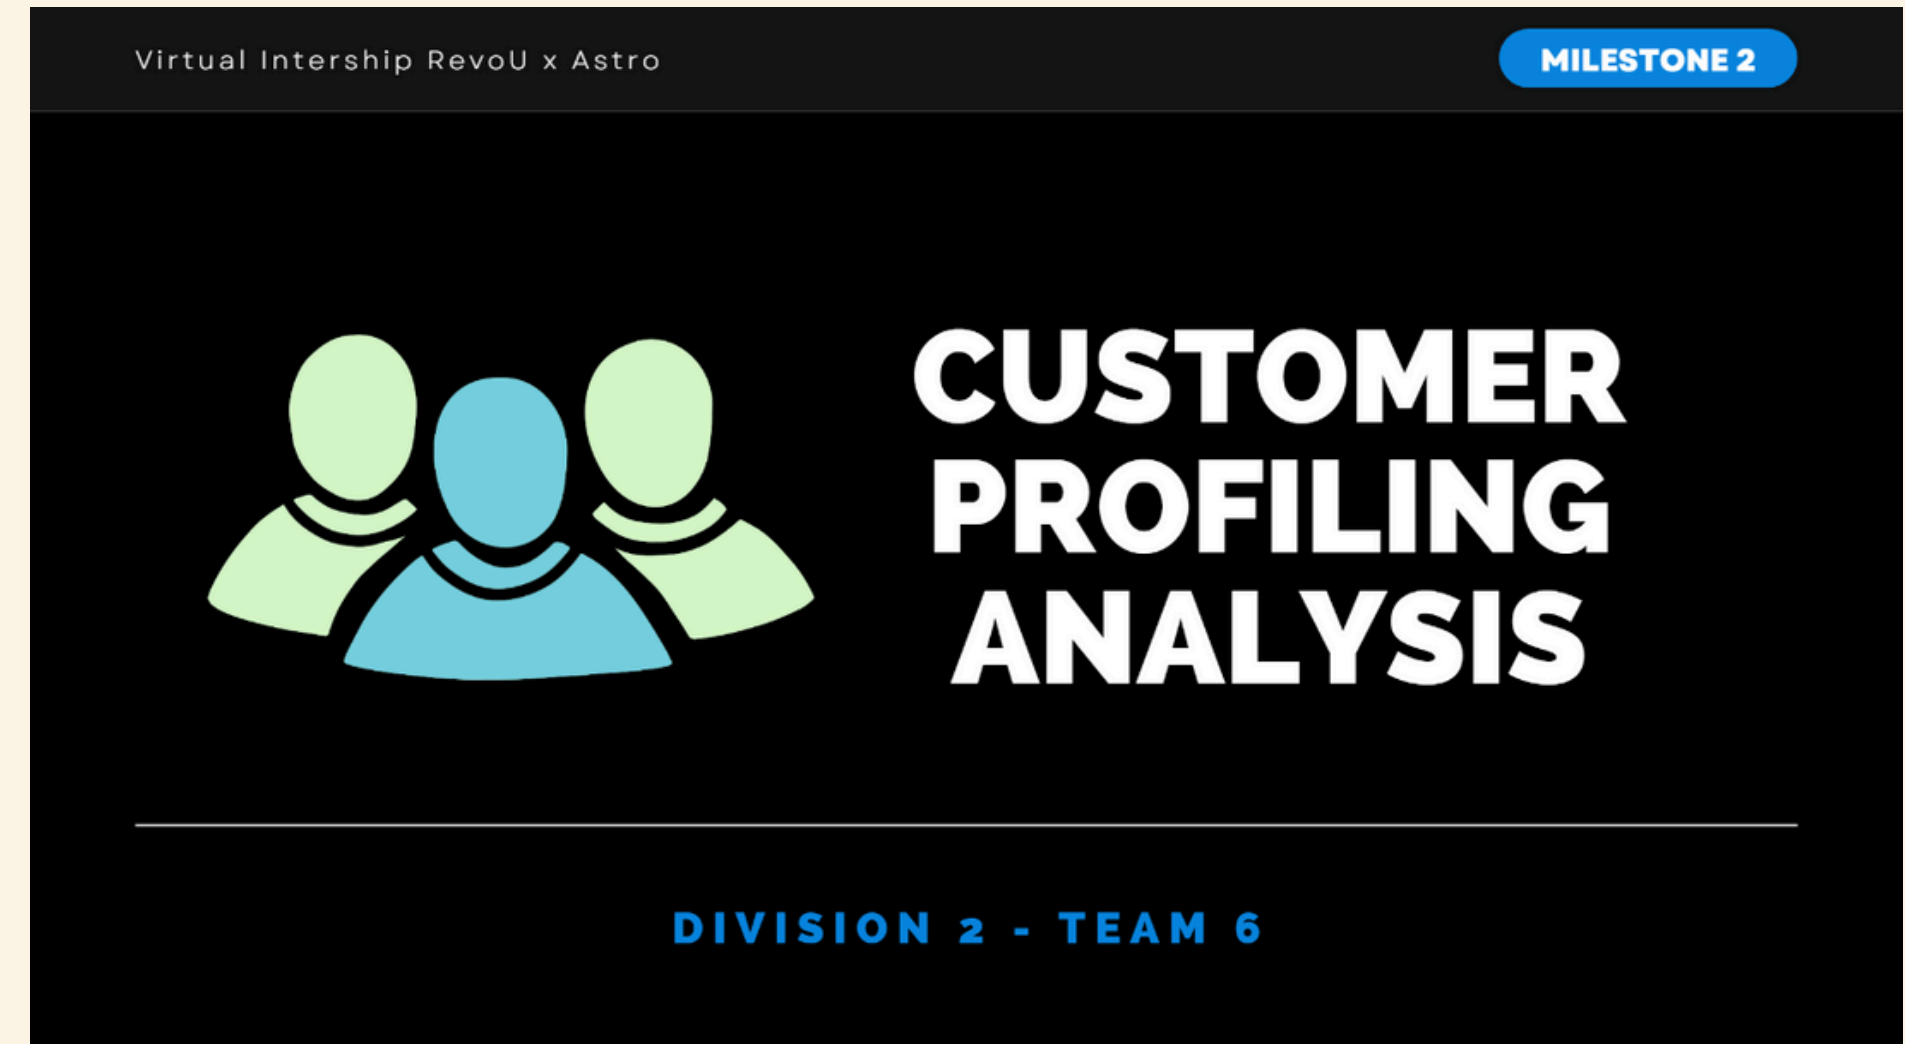 Virtual Intership RevoU x Astro
MILESTONE 2
CUSTOMER
PROFILING
ANALYSIS
DIVISION 2 - TEAM 6